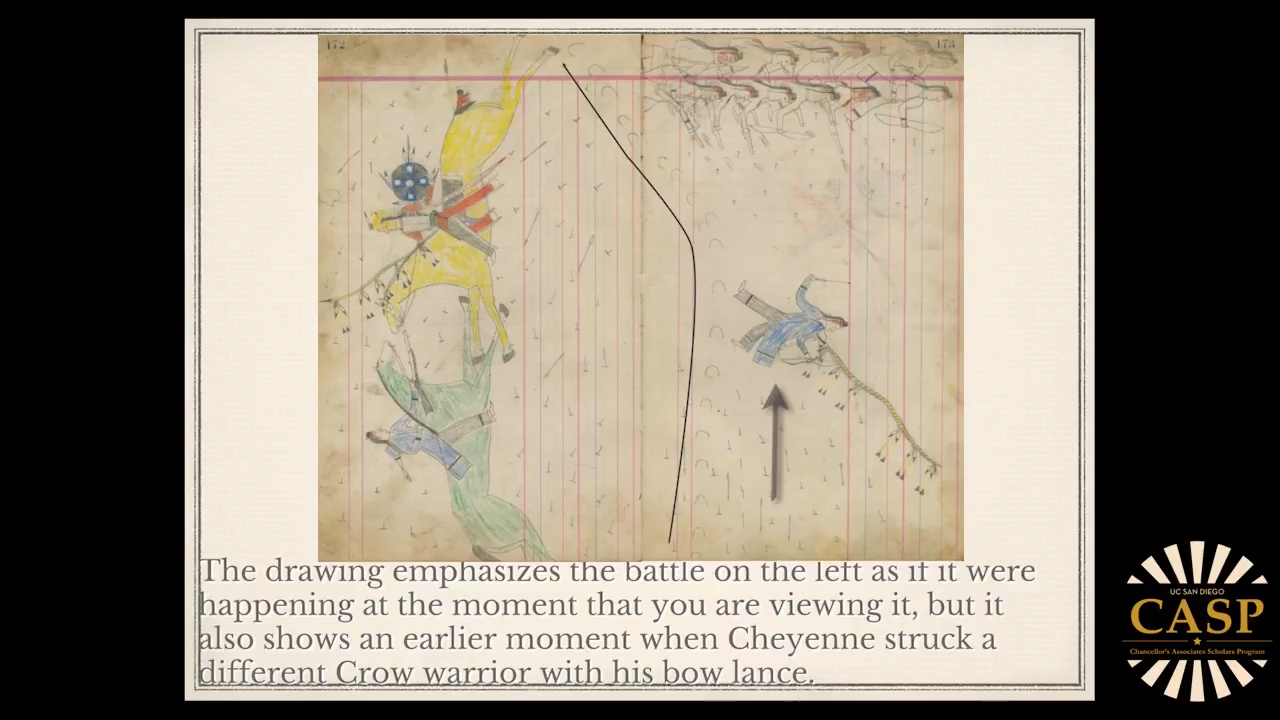 172
173
The drawing emphasizes the battle on the left as if it were
happening at the moment that you are viewing it, but it
also shows an earlier moment when Cheyenne struck a
different Crow warrior with his bow lance.
UC SAN DIEGO
CASP
Chancellor's Associates Scholars Program